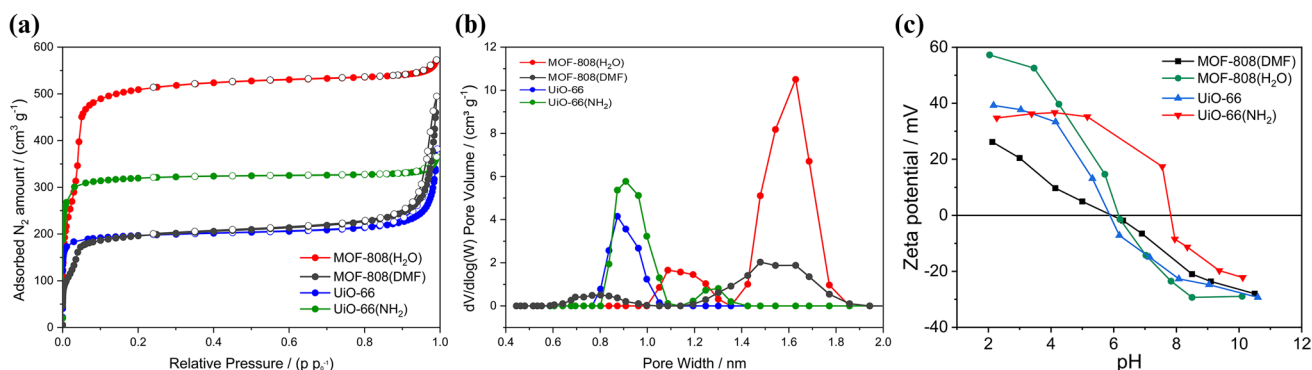 (a)
600
500
400
300
200
100
0
0.0 0.2 0.4 0.6 0.8 1.0
Adsorbed N₂ amount / (cm³ g⁻¹)
Relative Pressure / (p p₀⁻¹)
MOF-808(H₂O)
MOF-808(DMF)
UiO-66
UiO-66(NH₂)
(b)
12
10
8
6
4
2
0
0.4 0.6 0.8 1.0 1.2 1.4 1.6 1.8 2.0
dV/dlog(W) Pore Volume / (cm³ g⁻¹)
Pore Width / nm
MOF-808(H₂O)
MOF-808(DMF)
UiO-66
UiO-66(NH₂)
(c)
60
40
20
0
-20
-40
0 2 4 6 8 10 12
Zeta potential / mV
pH
MOF-808(DMF)
MOF-808(H₂O)
UiO-66
UiO-66(NH₂)